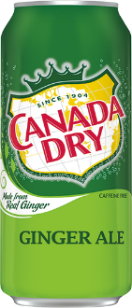 SINCE 1904
CANADA
DRY
Made from
Real Ginger
CAFFEINE FREE
GINGER ALE